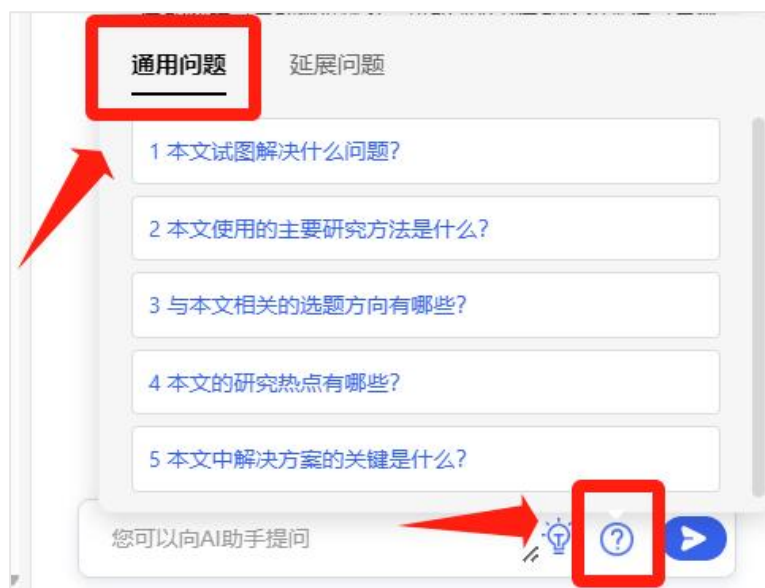 通用问题 延展问题
1 本文试图解决什么问题?
2 本文使用的主要研究方法是什么?
3 与本文相关的选题方向有哪些?
4 本文的研究热点有哪些?
5 本文中解决方案的关键是什么?
您可以向AI助手提问